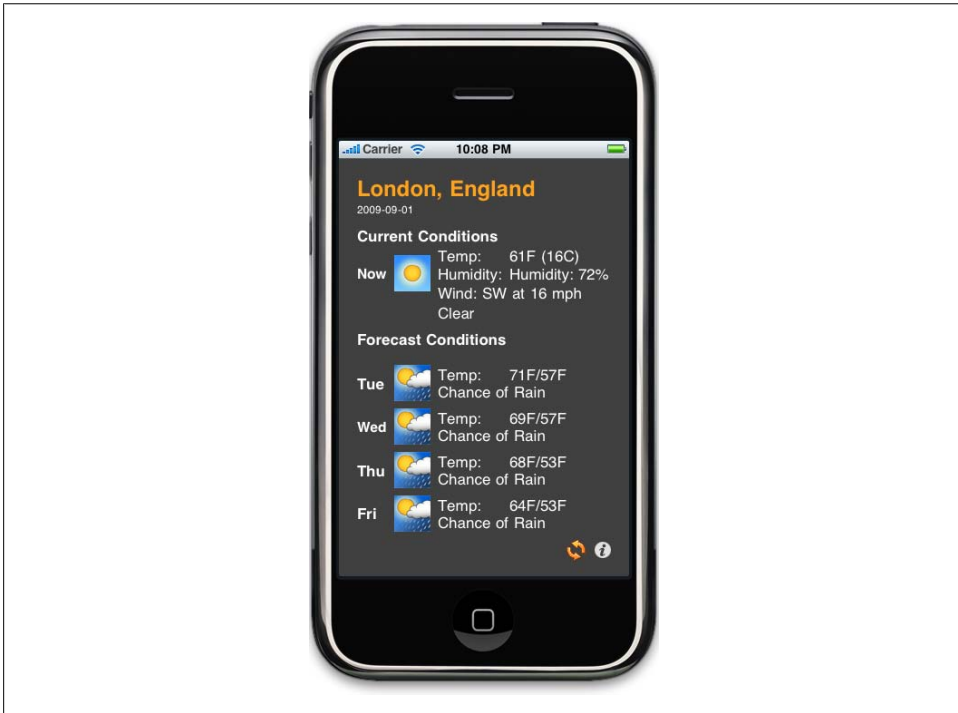 Carrier 10:08 PM
London, England
2009-09-01
Current Conditions
Now
Temp: 61F (16C)
Humidity: Humidity: 72%
Wind: SW at 16 mph
Clear
Forecast Conditions
Tue
Temp: 71F/57F
Chance of Rain
Wed
Temp: 69F/57F
Chance of Rain
Thu
Temp: 68F/53F
Chance of Rain
Fri
Temp: 64F/53F
Chance of Rain
i